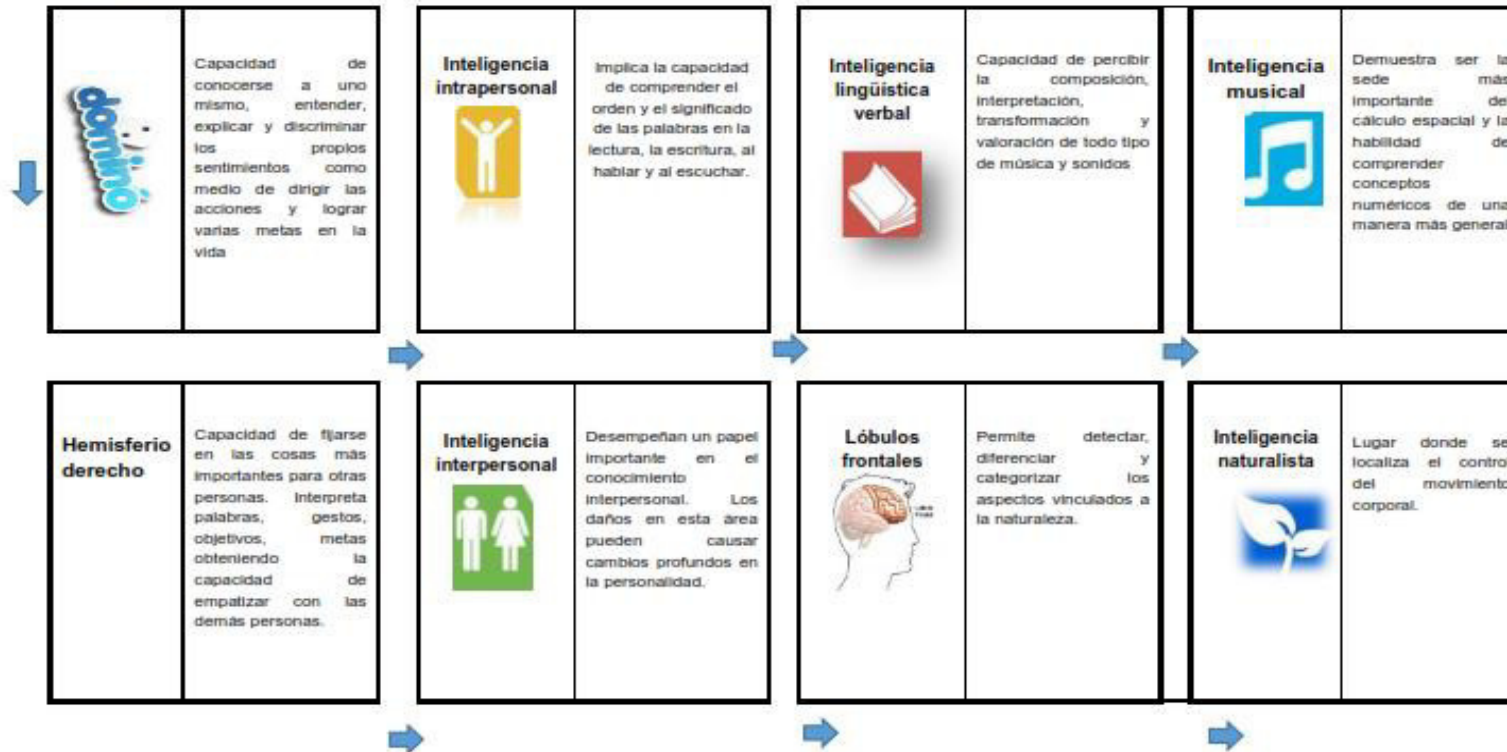 dominó
Capacidad de
conocerse a uno
mismo, entender,
explicar y discriminar
los propios
sentimientos como
medio de dirigir las
acciones y lograr
varias metas en la
vida
Inteligencia
intrapersonal
Implica la capacidad
de comprender el
orden y el significado
de las palabras en la
lectura, la escritura, al
hablar y al escuchar.
Inteligencia
lingüística
verbal
Capacidad de percibir
la composición,
interpretación,
transformación y
valoración de todo tipo
de música y sonidos
Inteligencia
musical
Demuestra ser la
sede más
importante del
cálculo espacial y la
habilidad de
comprender
conceptos
numéricos de una
manera más general
Hemisferio
derecho
Capacidad de fijarse
en las cosas más
importantes para otras
personas. Interpreta
palabras, gestos,
objetivos, metas
obteniendo la
capacidad de
empatizar con las
demás personas.
Inteligencia
interpersonal
Desempeñan un papel
importante en el
conocimiento
interpersonal. Los
daños en esta área
pueden causar
cambios profundos en
la personalidad.
Lóbulos
frontales
Permite detectar,
diferenciar y
categorizar los
aspectos vinculados a
la naturaleza.
Inteligencia
naturalista
Lugar donde se
localiza el contro
del movimiento
corporal.